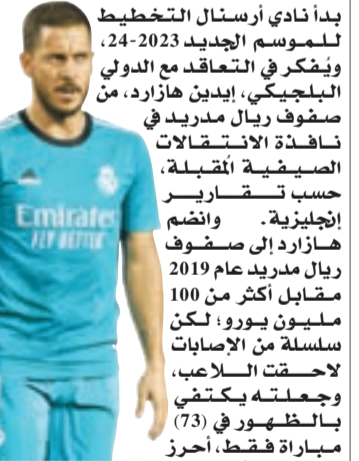 بدأ نادي أرسنال التخطيط
للموسم الجديد 2023-24،
ويُفكر في التعاقد مع الدولي
البلجيكي، إيدين هازارد، من
صفوف ريال مدريد في
نافذة الانتقالات
الصيفية المُقبلة،
حسب تقارير
إنجليزية. وانضم
هازارد إلى صفوف
ريال مدريد عام 2019
مقابل أكثر من 100
مليون يورو؛ لكن
سلسلة من الإصابات
لاحقت اللاعب،
وجعلته يكتفي
بالظهور في (73)
مباراة فقط، أحرز
Emirates
FLY BETTER